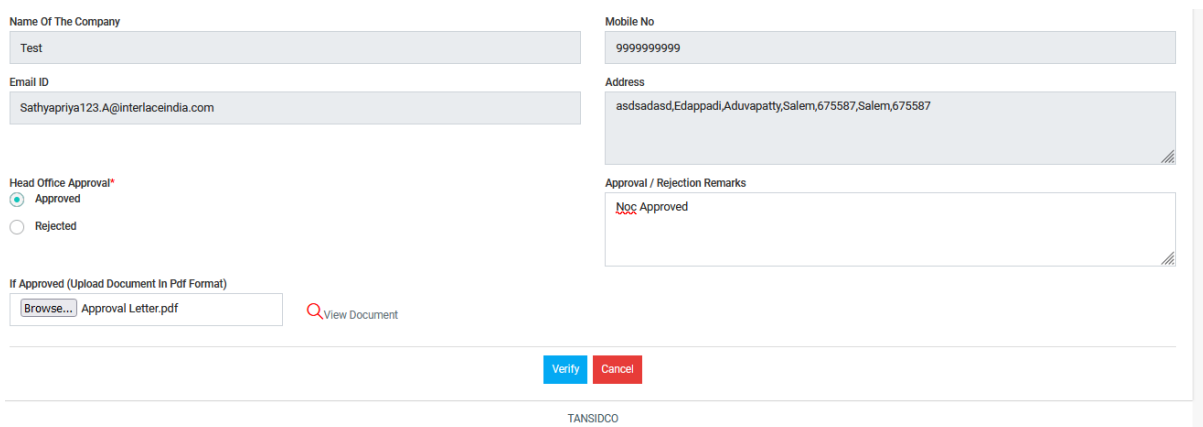 Name Of The Company
Mobile No
Test
9999999999
Email ID
Address
Sathyapriya123.A@interlaceindia.com
asdsadasd,Edappadi,Aduvapatty,Salem,675587,Salem,675587
Head Office Approval*
Approved
Rejected
Approval / Rejection Remarks
Noc Approved
If Approved (Upload Document In Pdf Format)
Browse... Approval Letter.pdf
View Document
Verify Cancel
TANSIDCO